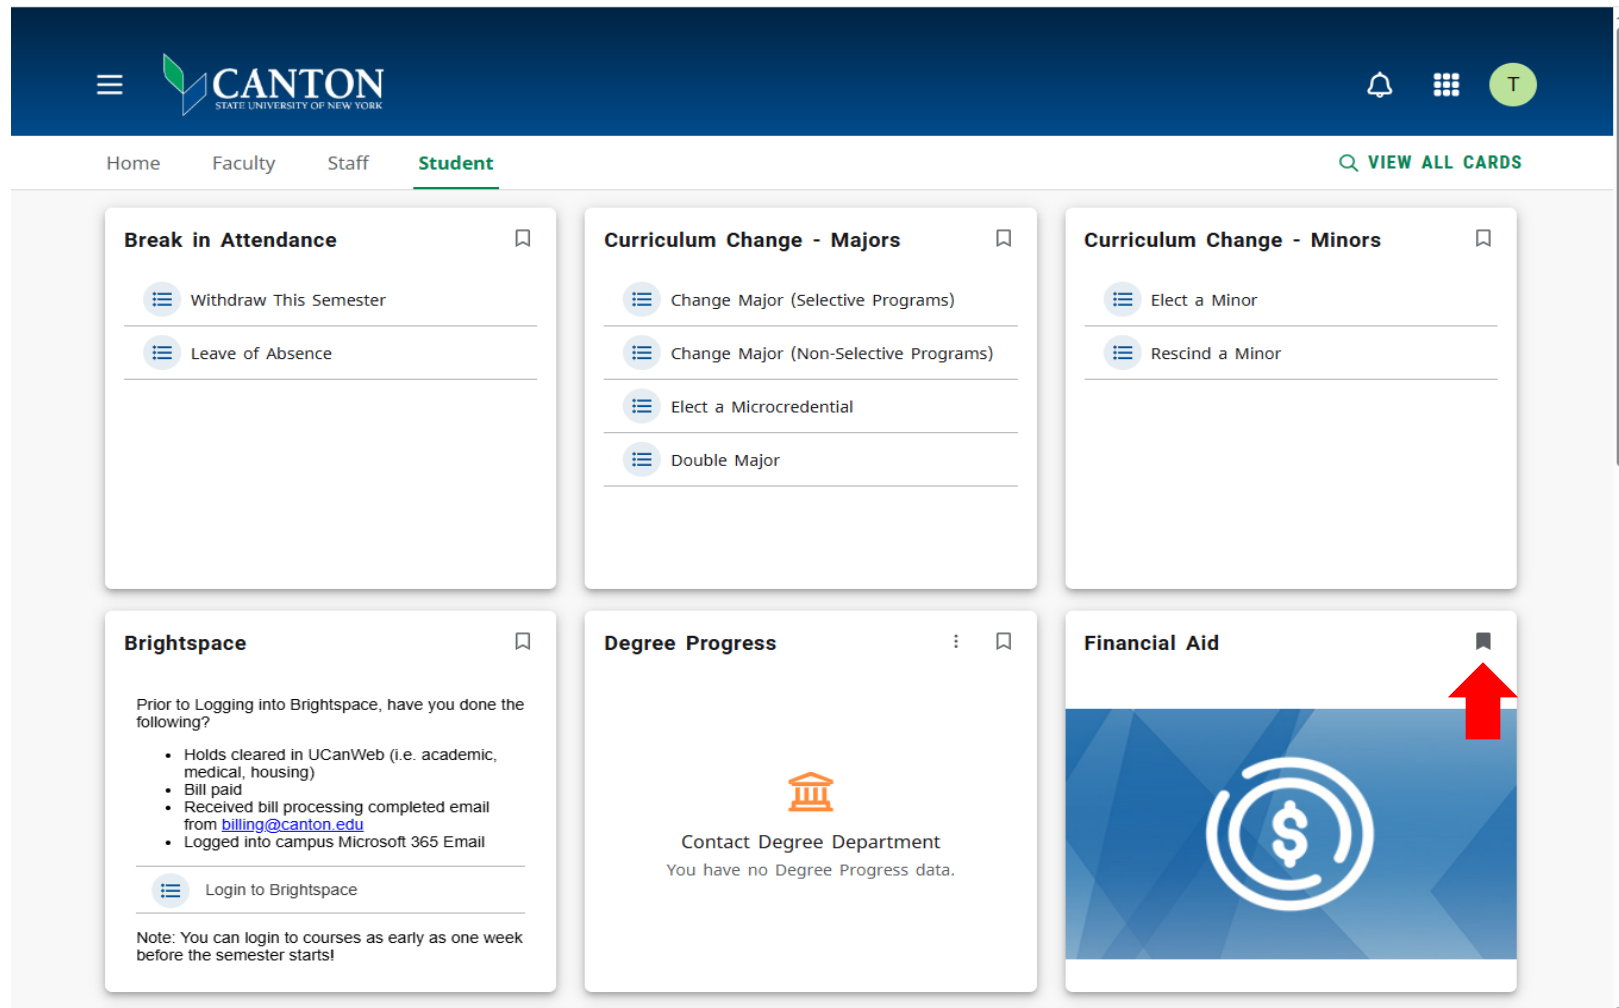 CANTON
STATE UNIVERSITY OF NEW YORK
T
Home Faculty Staff Student
VIEW ALL CARDS
Break in Attendance
Withdraw This Semester
Leave of Absence
Curriculum Change - Majors
Change Major (Selective Programs)
Change Major (Non-Selective Programs)
Elect a Microcredential
Double Major
Curriculum Change - Minors
Elect a Minor
Rescind a Minor
Brightspace
Prior to Logging into Brightspace, have you done the
following?
• Holds cleared in UCanWeb (i.e. academic,
medical, housing)
• Bill paid
• Received bill processing completed email
from billing@canton.edu
• Logged into campus Microsoft 365 Email
Login to Brightspace
Note: You can login to courses as early as one week
before the semester starts!
Degree Progress
Contact Degree Department
You have no Degree Progress data.
Financial Aid
$